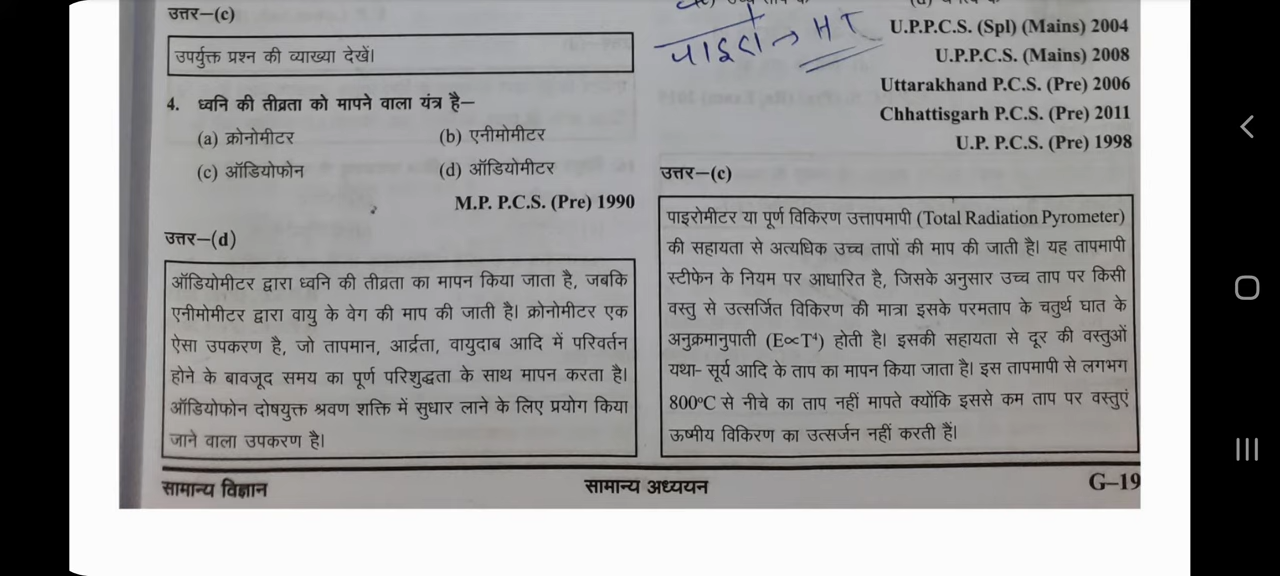 उत्तर–(c)
उपर्युक्त प्रश्न की व्याख्या देखें।
4. ध्वनि की तीव्रता को मापने वाला यंत्र है–
(a) क्रोनोमीटर (b) एनीमोमीटर
(c) ऑडियोफोन (d) ऑडियोमीटर
M.P. P.C.S. (Pre) 1990
उत्तर–(d)
ऑडियोमीटर द्वारा ध्वनि की तीव्रता का मापन किया जाता है, जबकि
एनीमोमीटर द्वारा वायु के वेग की माप की जाती है। क्रोनोमीटर एक
ऐसा उपकरण है, जो तापमान, आर्द्रता, वायुदाब आदि में परिवर्तन
होने के बावजूद समय का पूर्ण परिशुद्धता के साथ मापन करता है।
ऑडियोफोन दोषयुक्त श्रवण शक्ति में सुधार लाने के लिए प्रयोग किया
जाने वाला उपकरण है।
पाइरो → HT
U.P.P.C.S. (Spl) (Mains) 2004
U.P.P.C.S. (Mains) 2008
Uttarakhand P.C.S. (Pre) 2006
Chhattisgarh P.C.S. (Pre) 2011
U.P. P.C.S. (Pre) 1998
उत्तर–(c)
पाइरोमीटर या पूर्ण विकिरण उत्तापमापी (Total Radiation Pyrometer)
की सहायता से अत्यधिक उच्च तापों की माप की जाती है। यह तापमापी
स्टीफेन के नियम पर आधारित है, जिसके अनुसार उच्च ताप पर किसी
वस्तु से उत्सर्जित विकिरण की मात्रा इसके परमताप के चतुर्थ घात के
अनुक्रमानुपाती (E∝T⁴) होती है। इसकी सहायता से दूर की वस्तुओं
यथा- सूर्य आदि के ताप का मापन किया जाता है। इस तापमापी से लगभग
800°C से नीचे का ताप नहीं मापते क्योंकि इससे कम ताप पर वस्तुएं
ऊष्मीय विकिरण का उत्सर्जन नहीं करती हैं।
सामान्य विज्ञान सामान्य अध्ययन G–19